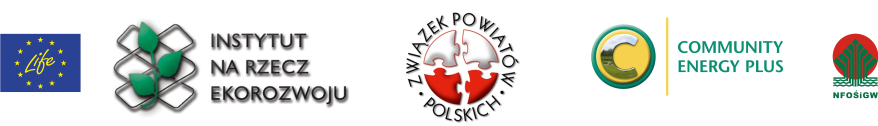 Life
INSTYTUT
NA RZECZ
EKOROZWOJU
ZWIĄZEK POWIATÓW
• POLSKICH •
C
COMMUNITY
ENERGY PLUS
NFOŚiGW